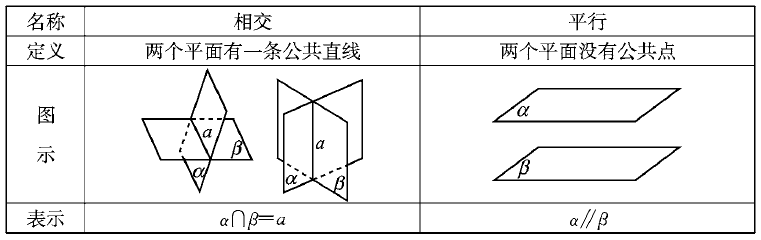 名称 相交 平行
定义 两个平面有一条公共直线 两个平面没有公共点
图示 a α β a α β α β
表示 α∩β=a α∥β